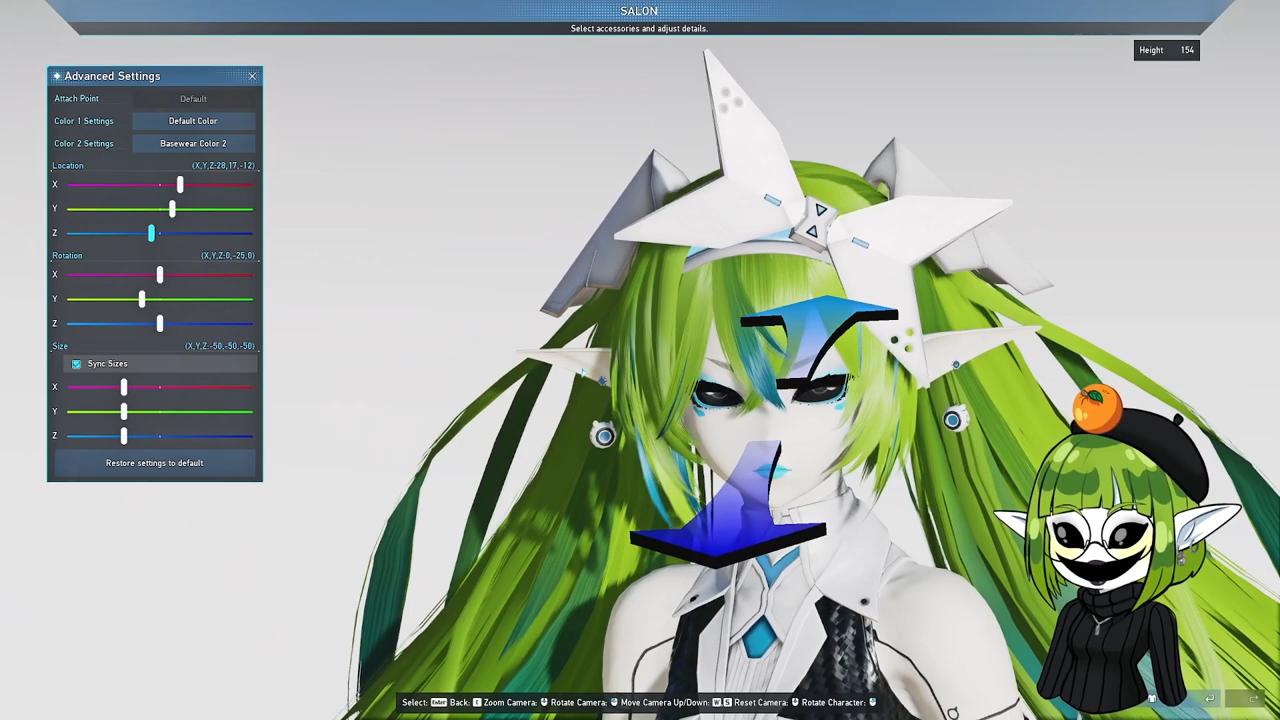 SALON
Select accessories and adjust details.
Height 154
Advanced Settings
Attach Point Default
Color 1 Settings Default Color
Color 2 Settings Basewear Color 2
Location (X,Y,Z:28,17,-12)
X
Y
Z
Rotation (X,Y,Z:0,-25,0)
X
Y
Z
Size (X,Y,Z:-50,-50,-50)
Sync Sizes
X
Y
Z
Restore settings to default
Select: Enter Back: E Zoom Camera: Rotate Camera: Move Camera Up/Down: W, S Reset Camera: Rotate Character: